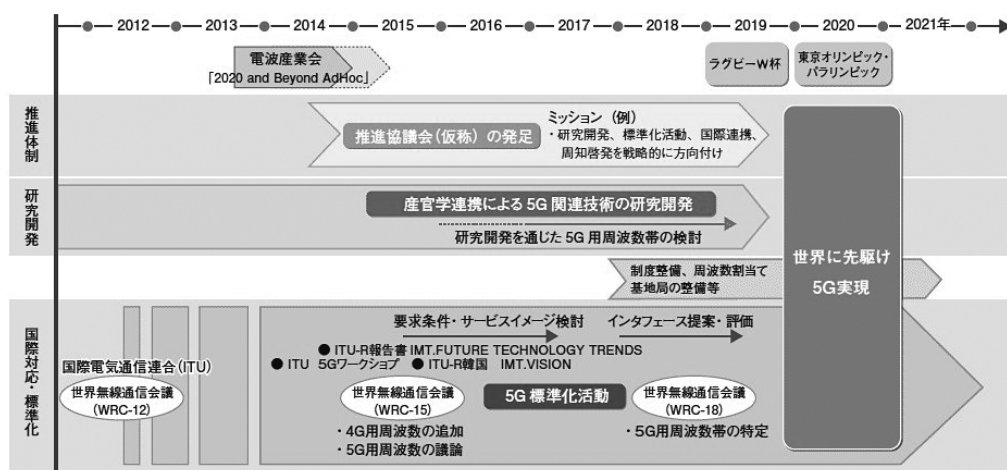 2012 2013 2014 2015 2016 2017 2018 2019 2020 2021年
電波産業会
「2020 and Beyond AdHoc」
ラグビーW杯
東京オリンピック・
パラリンピック
推進体制
推進協議会(仮称)の発足
ミッション(例)
・研究開発、標準化活動、国際連携、
周知啓発を戦略的に方向付け
研究開発
産官学連携による5G関連技術の研究開発
研究開発を通じた5G用周波数帯の検討
制度整備、周波数割当て
基地局の整備等
世界に先駆け
5G実現
国際対応・標準化
要求条件・サービスイメージ検討
インタフェース提案・評価
●ITU-R報告書 IMT.FUTURE TECHNOLOGY TRENDS
●ITU 5Gワークショップ
●ITU-R韓国 IMT.VISION
国際電気通信連合(ITU)
世界無線通信会議
(WRC-12)
世界無線通信会議
(WRC-15)
5G標準化活動
世界無線通信会議
(WRC-18)
・4G用周波数の追加
・5G用周波数の議論
・5G用周波数帯の特定